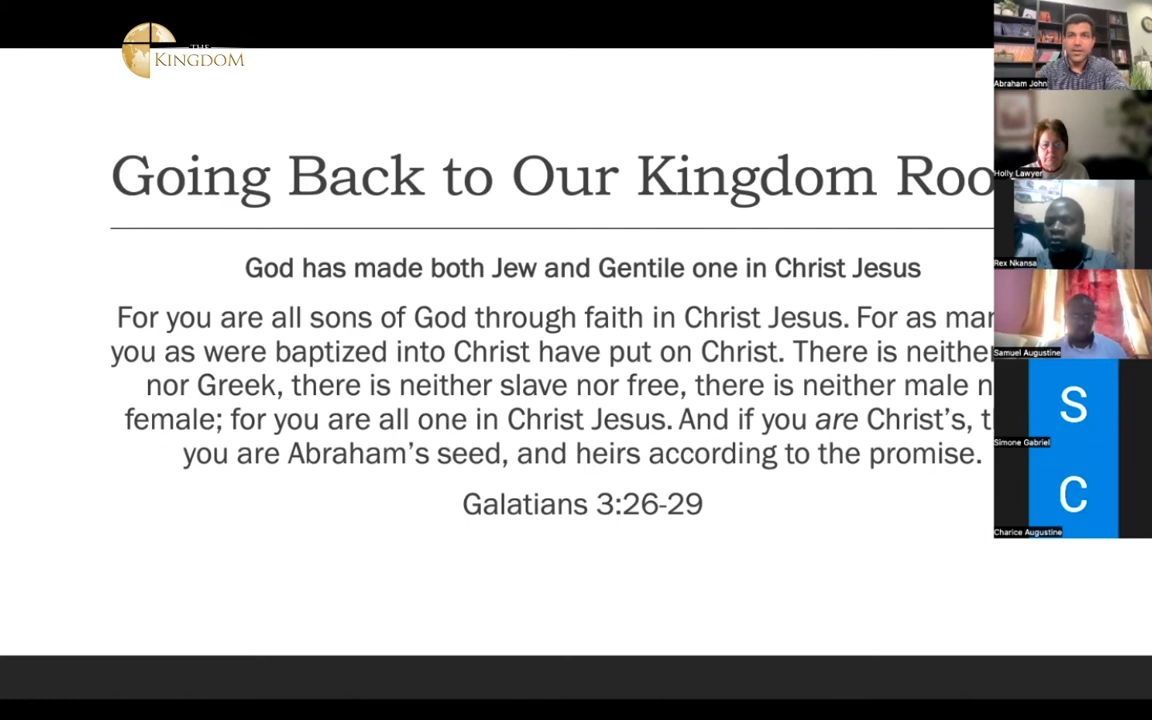 THE
KINGDOM
Going Back to Our Kingdom
God has made both Jew and Gentile one in Christ Jesus
For you are all sons of God through faith in Christ Jesus. For as
you as were baptized into Christ have put on Christ. There is
nor Greek, there is neither slave nor free, there is neither male
female; for you are all one in Christ Jesus. And if you are Christ's,
you are Abraham's seed, and heirs according to the promise.
Galatians 3:26-29
Abraham John
Holly Lawyer
Rex Nkansa
Samuel Augustine
S
Simone Gabriel
C
Charice Augustine